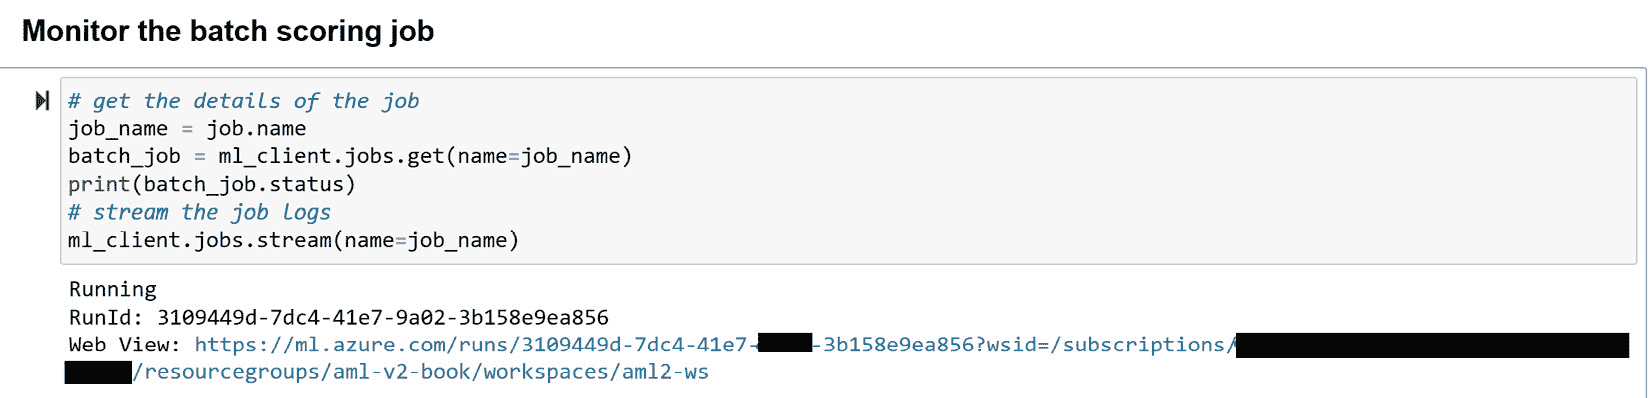 Monitor the batch scoring job
# get the details of the job
job_name = job.name
batch_job = ml_client.jobs.get(name=job_name)
print(batch_job.status)
# stream the job logs
ml_client.jobs.stream(name=job_name)
Running
RunId: 3109449d-7dc4-41e7-9a02-3b158e9ea856
Web View: https://ml.azure.com/runs/3109449d-7dc4-41e7- -3b158e9ea856?wsid=/subscriptions/
/resourcegroups/aml-v2-book/workspaces/aml2-ws